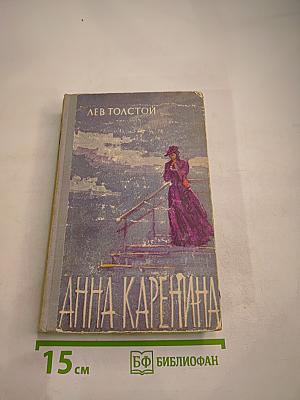 ЛЕВ ТОЛСТОЙ
АННА КАРЕНИНА
15 см
БФ БИБЛИОФАН